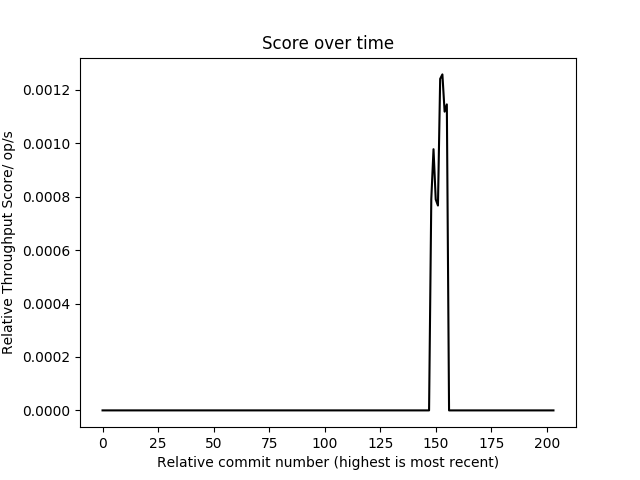 Score over time
Relative Throughput Score/ op/s
0.0012
0.0010
0.0008
0.0006
0.0004
0.0002
0.0000
0 25 50 75 100 125 150 175 200
Relative commit number (highest is most recent)